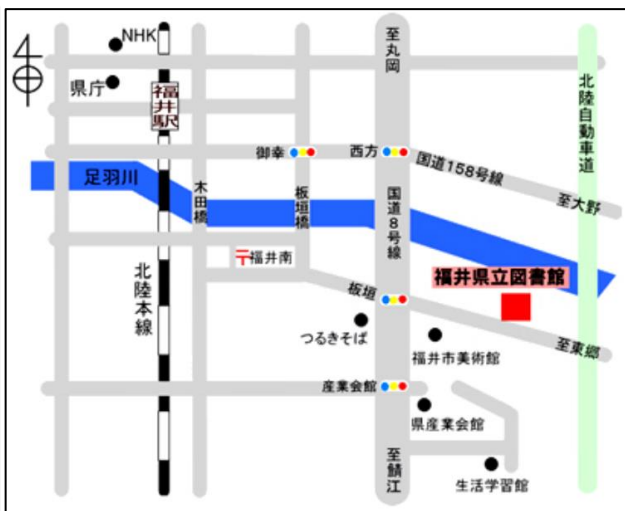 NHK
至丸岡
県庁
福井駅
北陸自動車道
御幸
西方
国道158号線
足羽川
木田橋
板垣橋
国道8号線
至大野
〒福井南
北陸本線
板垣
福井県立図書館
つるきそば
福井市美術館
至東郷
産業会館
県産業会館
至鯖江
生活学習館